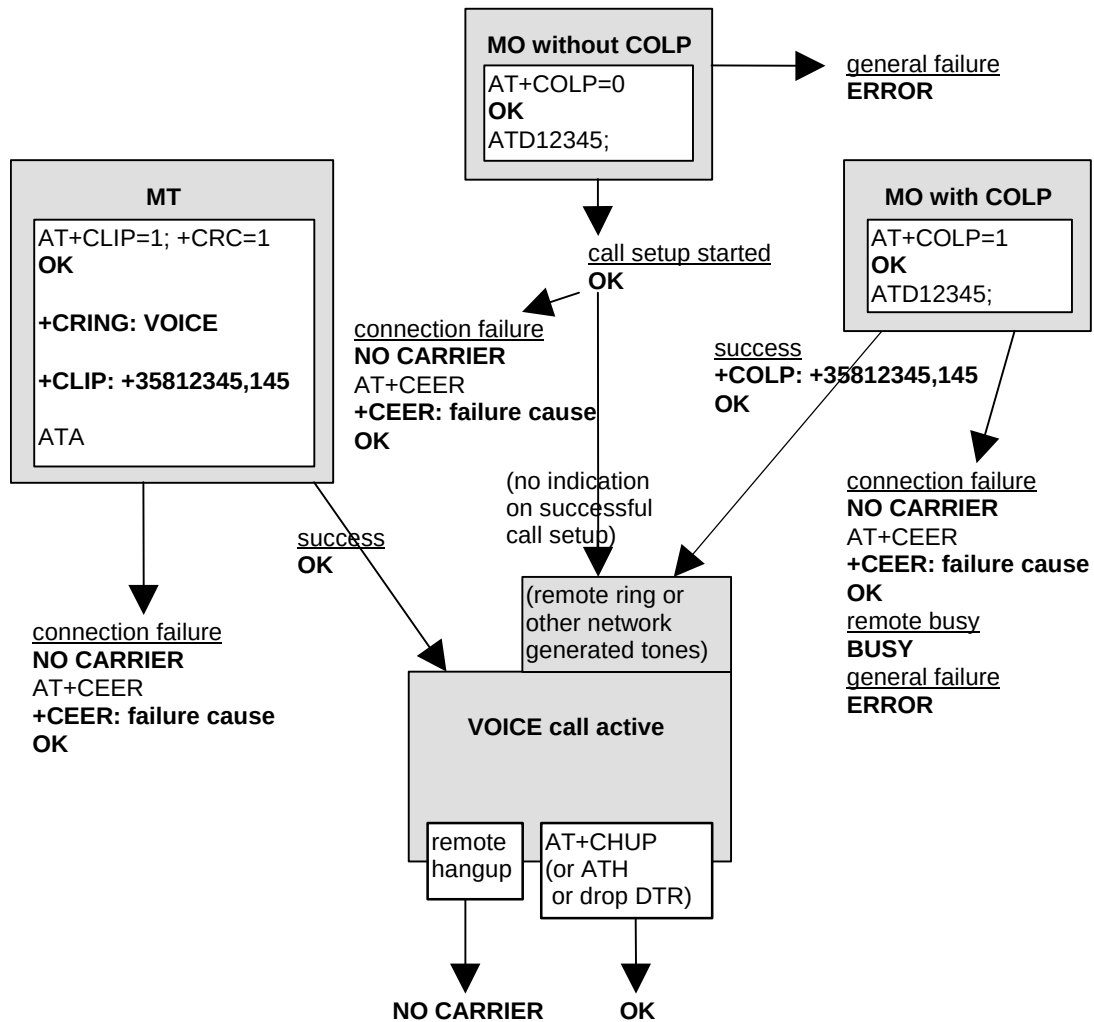 MO without COLP
AT+COLP=0
OK
ATD12345;
general failure
ERROR
MT
AT+CLIP=1; +CRC=1
OK
+CRING: VOICE
+CLIP: +35812345,145
ATA
MO with COLP
AT+COLP=1
OK
ATD12345;
call setup started
OK
connection failure
NO CARRIER
AT+CEER
+CEER: failure cause
OK
success
+COLP: +35812345,145
OK
(no indication
on successful
call setup)
success
OK
connection failure
NO CARRIER
AT+CEER
+CEER: failure cause
OK
remote busy
BUSY
general failure
ERROR
connection failure
NO CARRIER
AT+CEER
+CEER: failure cause
OK
(remote ring or
other network
generated tones)
VOICE call active
remote
hangup
AT+CHUP
(or ATH
or drop DTR)
NO CARRIER
OK